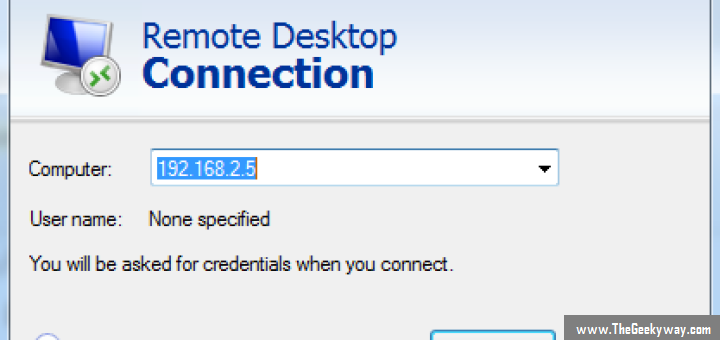 Remote Desktop
Connection
Computer: 192.168.2.5
User name: None specified
You will be asked for credentials when you connect.
www.TheGeekyway.com